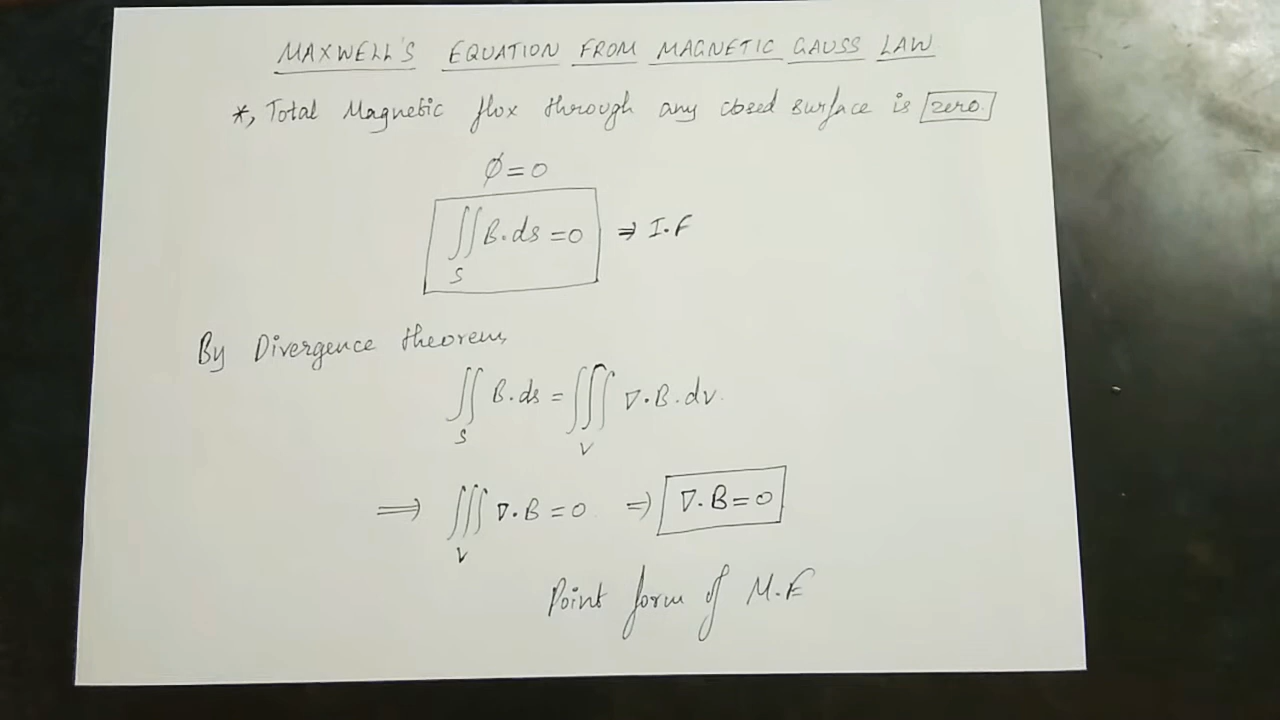 MAXWELL'S EQUATION FROM MAGNETIC GAUSS LAW
*, Total Magnetic flux through any closed surface is zero.
Ø = 0
∬ B.ds = 0 ⇒ I.F
S
By Divergence theorem,
∬ B.ds = ∭ ∇.B.dv.
S V
⇒ ∭ ∇.B = 0 ⇒ ∇.B = 0
V
Point form of M.E